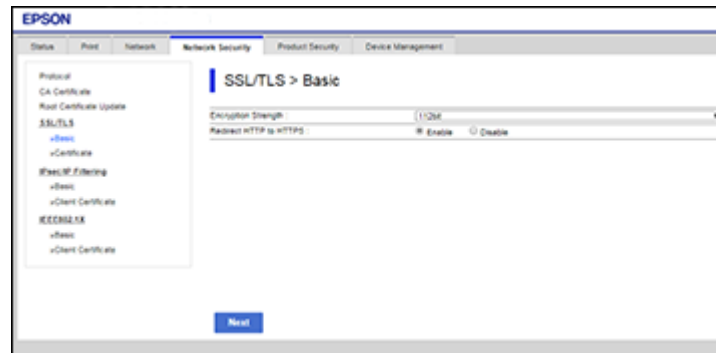 EPSON
Status Print Network Network Security Product Security Device Management
Protocol
CA Certificate
Root Certificate Update
SSL/TLS
»Basic
»Certificate
IPsec/IP Filtering
»Basic
»Client Certificate
IEEE802.1X
»Basic
»Client Certificate
SSL/TLS > Basic
Encryption Strength : 112bit
Redirect HTTP to HTTPS : Enable Disable
Next